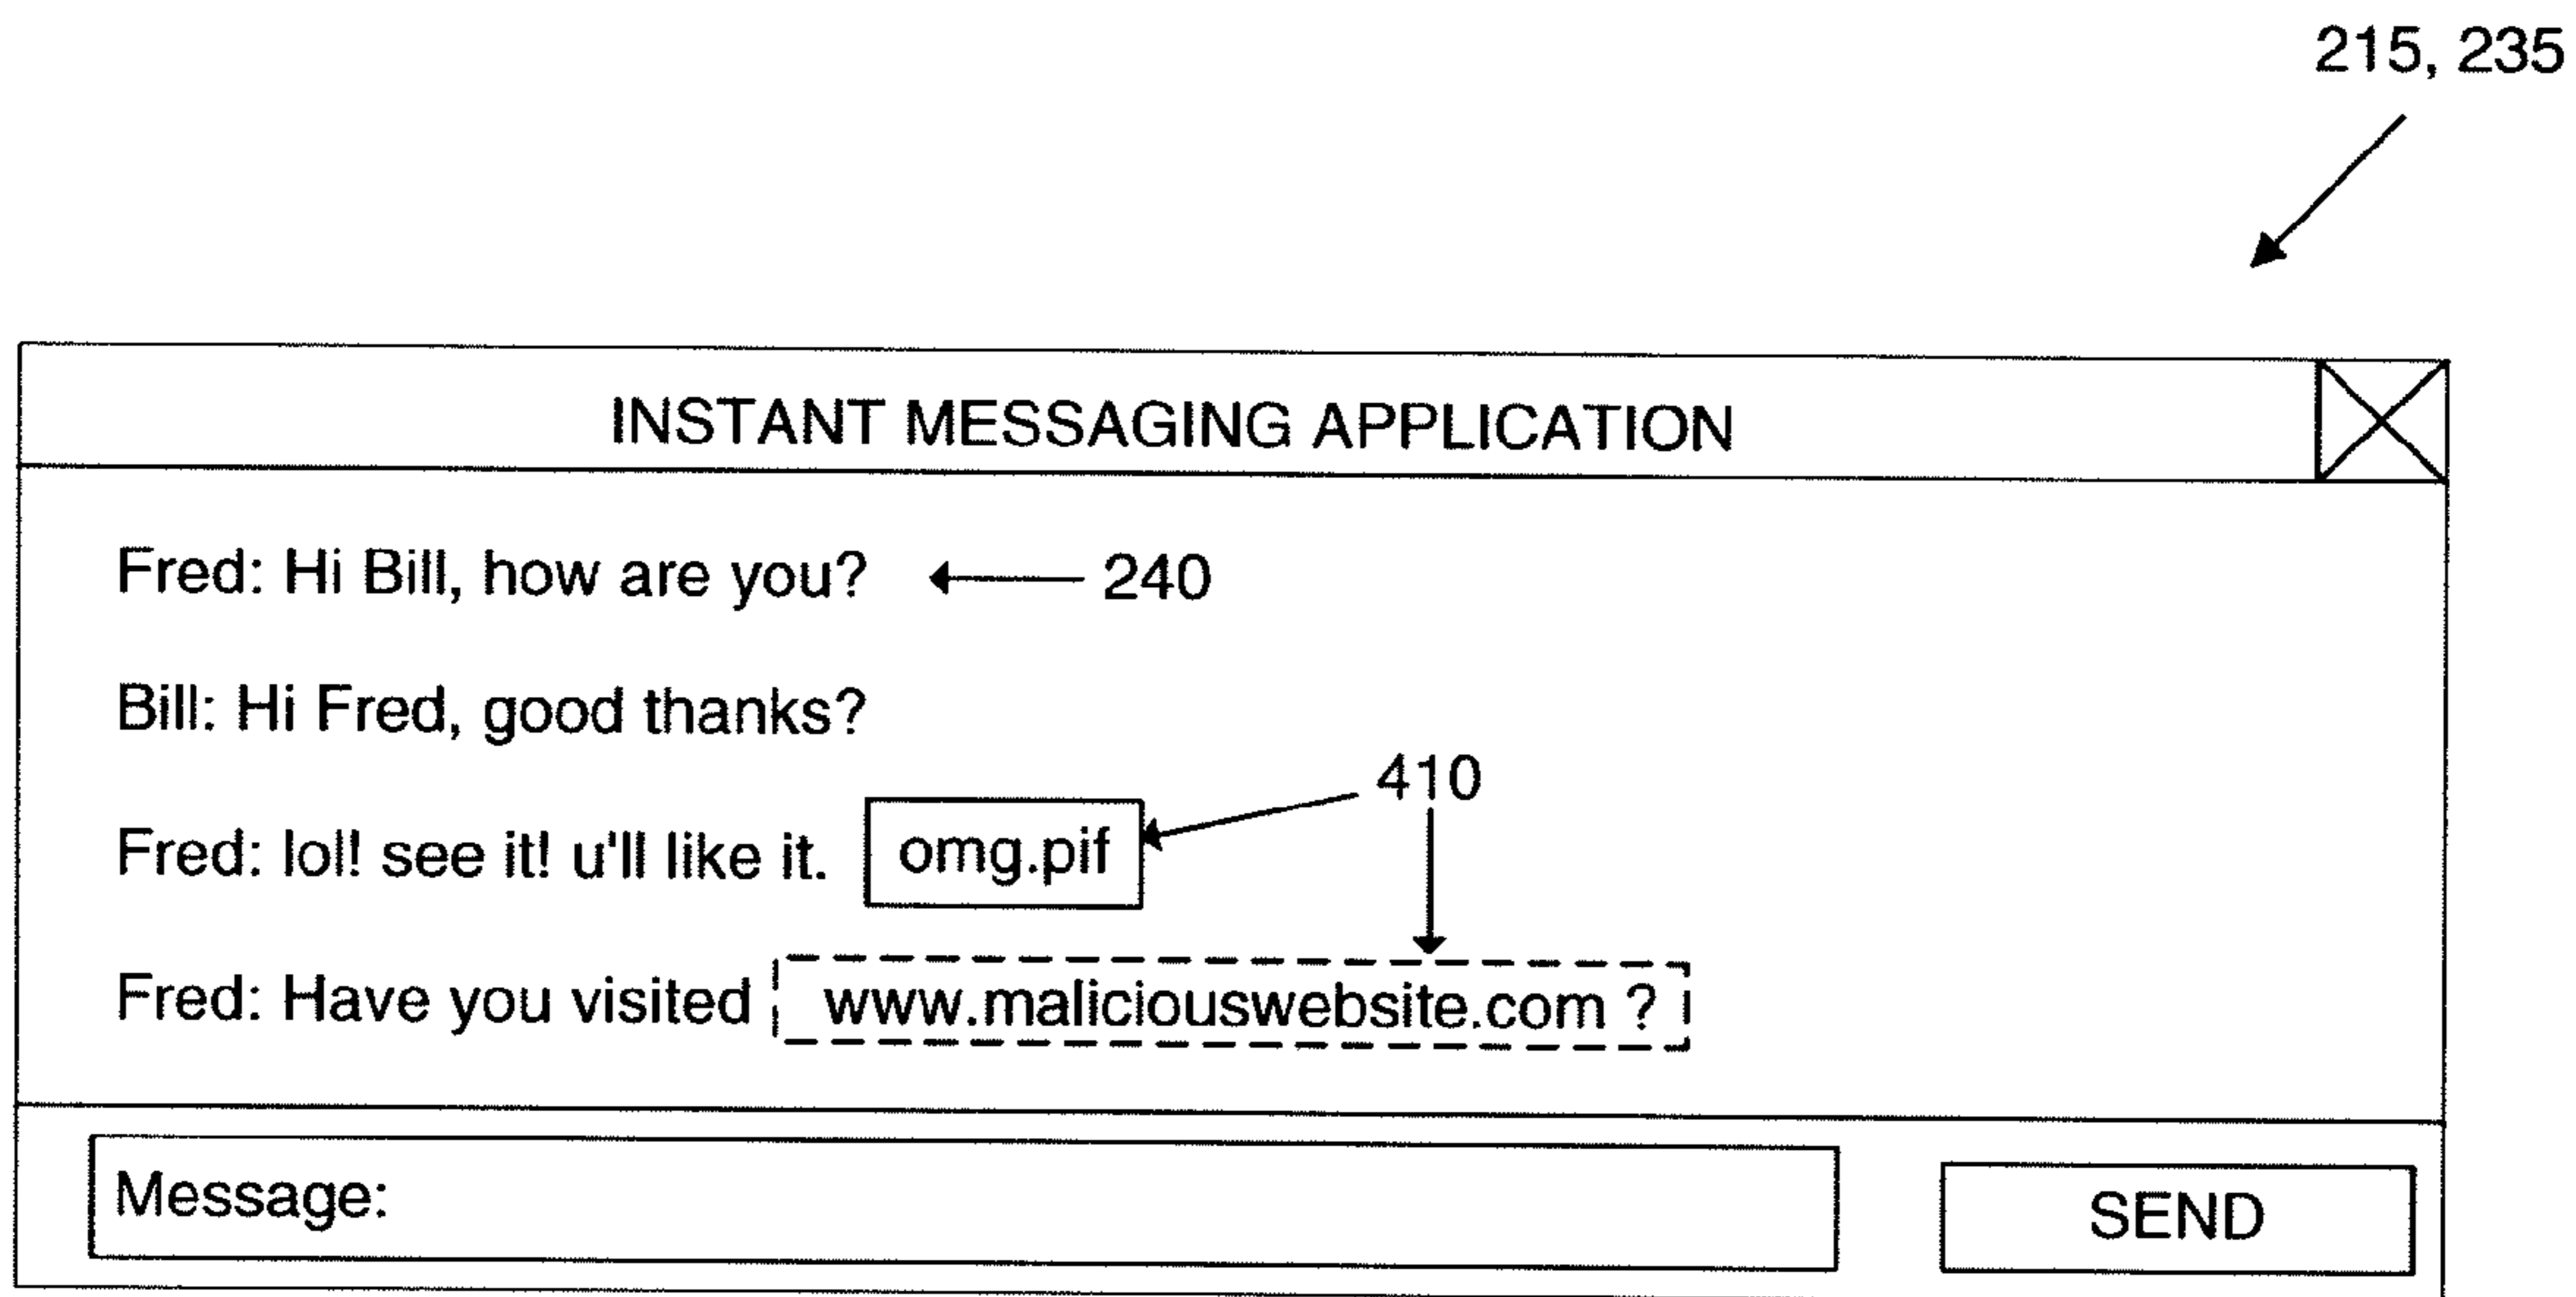 215, 235
INSTANT MESSAGING APPLICATION
Fred: Hi Bill, how are you? 240
Bill: Hi Fred, good thanks?
410
Fred: lol! see it! u'll like it. omg.pif
Fred: Have you visited www.maliciouswebsite.com ?
Message:
SEND